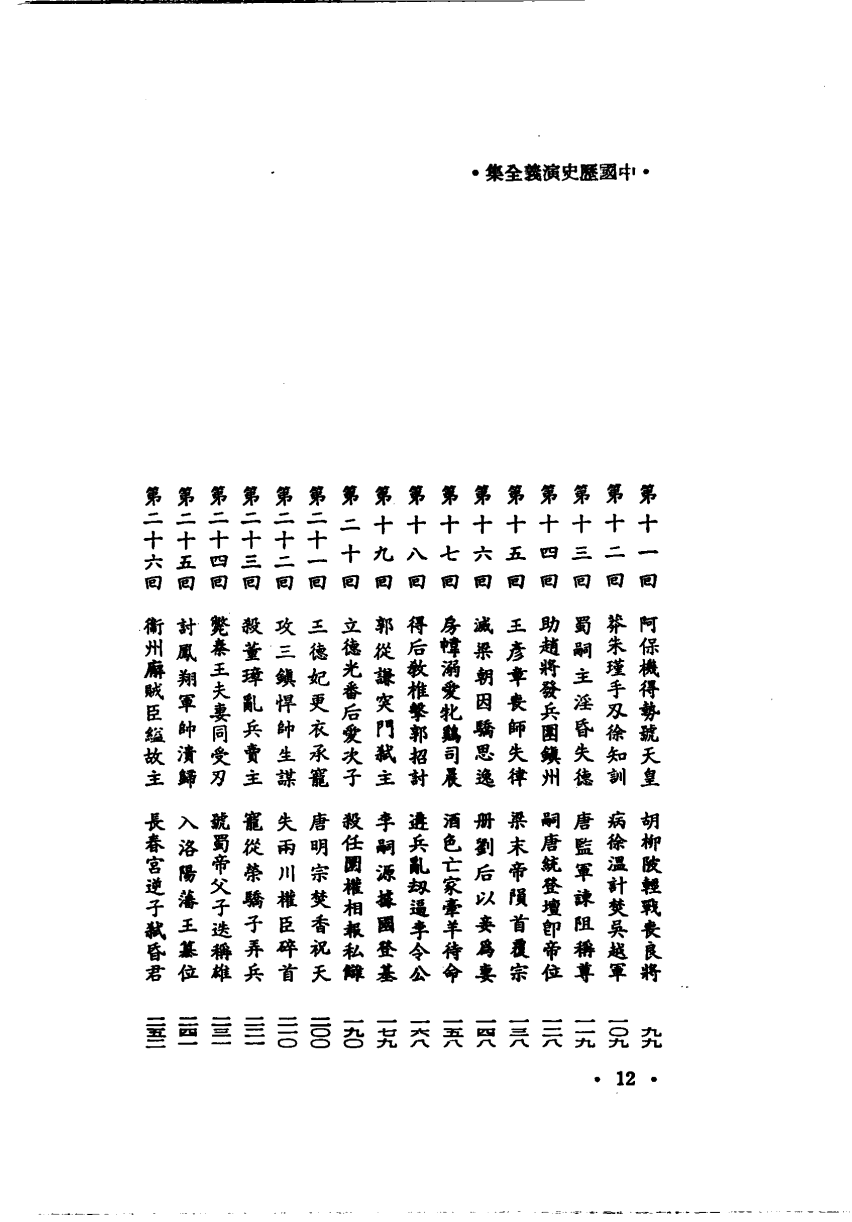 ·中國歷史演義全集·
第十一回 阿保機得勢號天皇 胡柳陂輕戰喪良將 九九
第十二回 莽朱瑾手刃徐知訓 病徐溫計焚吳越軍 一〇九
第十三回 蜀嗣主淫昏失德 唐監軍諫阻稱尊 一一九
第十四回 助趙將發兵圍鎮州 嗣唐統登壇卽帝位 一二八
第十五回 王彥章喪師失律 梁末帝隕首覆宗 一三八
第十六回 滅梁朝因驕思逸 册劉后以妾爲妻 一四八
第十七回 房幃溺愛牝鷄司晨 酒色亡家牽羊待命 一五八
第十八回 得后敎椎擊郭招討 遘兵亂劫逼李令公 一六八
第十九回 郭從謙突門弒主 李嗣源據國登基 一七九
第二十回 立德光番后愛次子 殺任圜權相報私讎 一九〇
第二十一回 王德妃更衣承寵 唐明宗焚香祝天 二〇〇
第二十二回 攻三鎮悍帥生謀 失兩川權臣碎首 二一〇
第二十三回 殺董璋亂兵賣主 寵從榮驕子弄兵 二二一
第二十四回 斃秦王夫妻同受刃 號蜀帝父子迭稱雄 二三一
第二十五回 討鳳翔軍帥潰歸 入洛陽藩王篡位 二四一
第二十六回 衞州廨賊臣縊故主 長春宮逆子弒昏君 二五二
· 12 ·